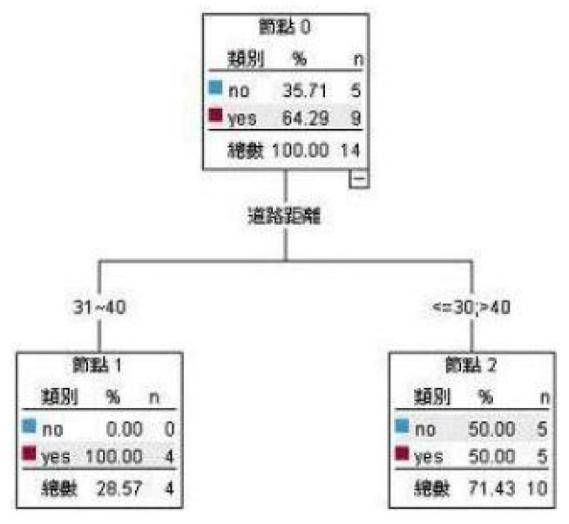 節點 0
類別 % n
no 35.71 5
yes 64.29 9
總數 100.00 14
道路距離
31~40
<=30;>40
節點 1
類別 % n
no 0.00 0
yes 100.00 4
總數 28.57 4
節點 2
類別 % n
no 50.00 5
yes 50.00 5
總數 71.43 10